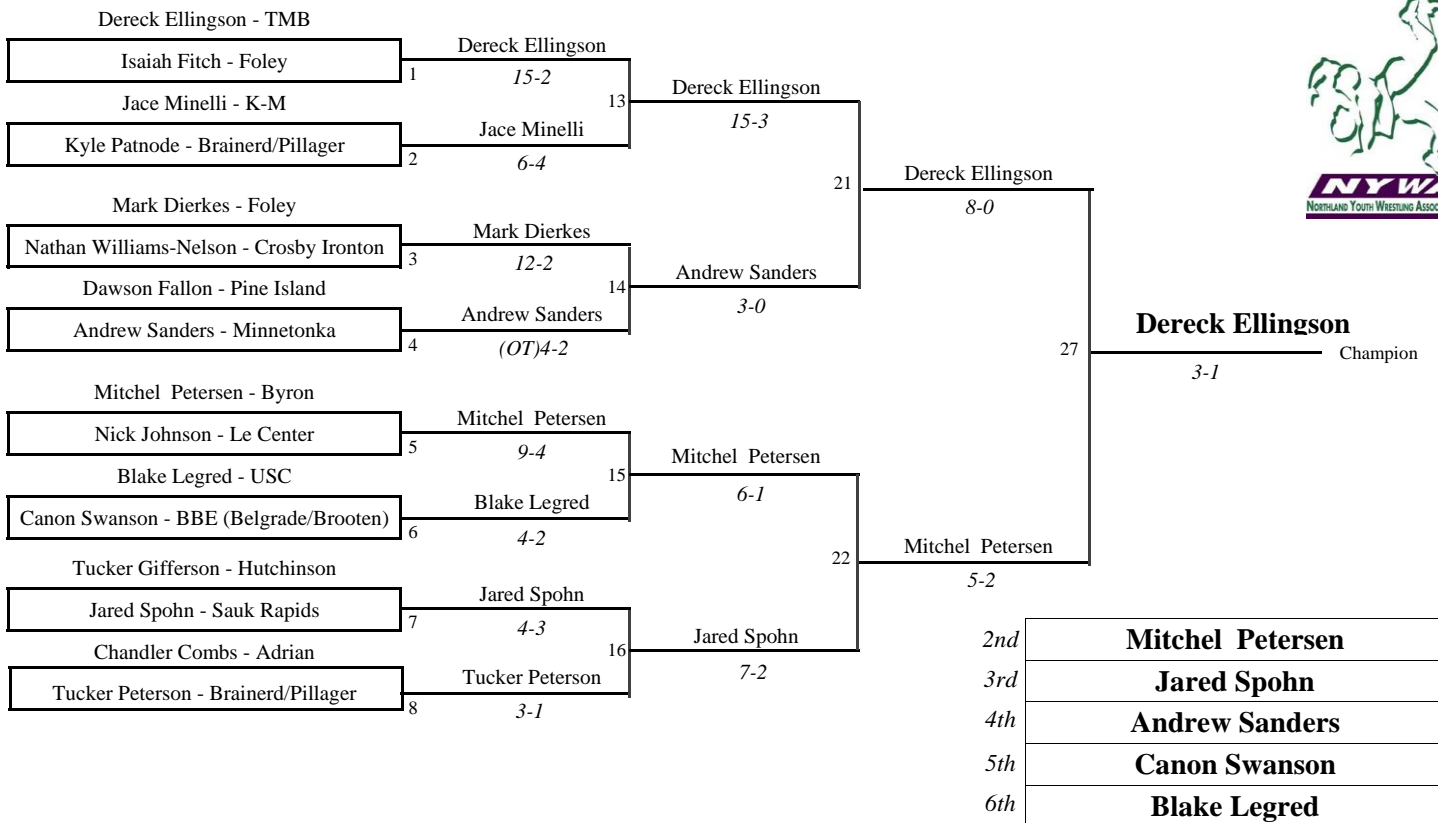 Dereck Ellingson - TMB
Isaiah Fitch - Foley
1
Jace Minelli - K-M
Kyle Patnode - Brainerd/Pillager
2
Mark Dierkes - Foley
Nathan Williams-Nelson - Crosby Ironton
3
Dawson Fallon - Pine Island
Andrew Sanders - Minnetonka
4
Mitchel Petersen - Byron
Nick Johnson - Le Center
5
Blake Legred - USC
Canon Swanson - BBE (Belgrade/Brooten)
6
Tucker Gifferson - Hutchinson
Jared Spohn - Sauk Rapids
7
Chandler Combs - Adrian
Tucker Peterson - Brainerd/Pillager
8
Dereck Ellingson
15-2
13
Jace Minelli
6-4
Mark Dierkes
12-2
14
Andrew Sanders
(OT)4-2
Mitchel Petersen
9-4
15
Blake Legred
4-2
Jared Spohn
4-3
16
Tucker Peterson
3-1
Dereck Ellingson
15-3
21
Andrew Sanders
3-0
Mitchel Petersen
6-1
22
Jared Spohn
7-2
Dereck Ellingson
8-0
27
Mitchel Petersen
5-2
Dereck Ellingson
Champion
3-1
NYWA
NORTHLAND YOUTH WRESTLING ASSOC
2nd Mitchel Petersen
3rd Jared Spohn
4th Andrew Sanders
5th Canon Swanson
6th Blake Legred